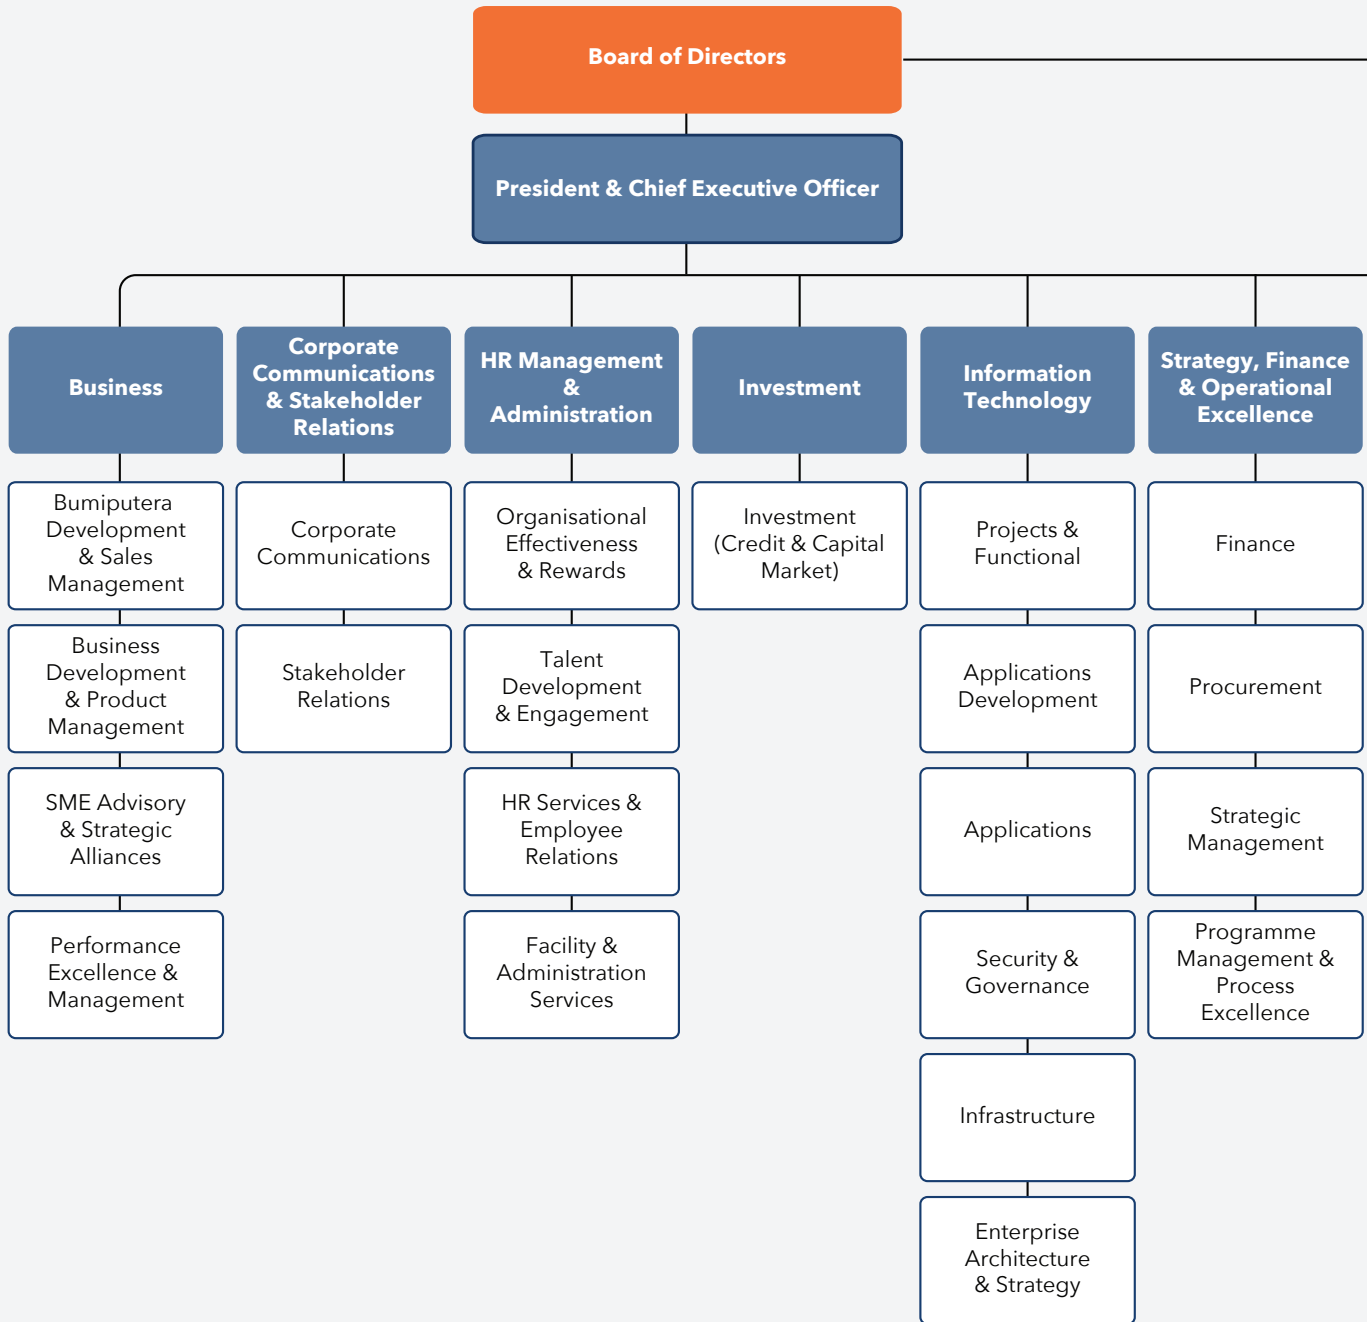 Board of Directors
President & Chief Executive Officer
Business
Bumiputera
Development
& Sales
Management
Business
Development
& Product
Management
SME Advisory
& Strategic
Alliances
Performance
Excellence &
Management
Corporate
Communications
& Stakeholder
Relations
Corporate
Communications
Stakeholder
Relations
HR Management
&
Administration
Organisational
Effectiveness
& Rewards
Talent
Development
& Engagement
HR Services &
Employee
Relations
Facility &
Administration
Services
Investment
Investment
(Credit & Capital
Market)
Information
Technology
Projects &
Functional
Applications
Development
Applications
Security &
Governance
Infrastructure
Enterprise
Architecture
& Strategy
Strategy, Finance
& Operational
Excellence
Finance
Procurement
Strategic
Management
Programme
Management &
Process
Excellence